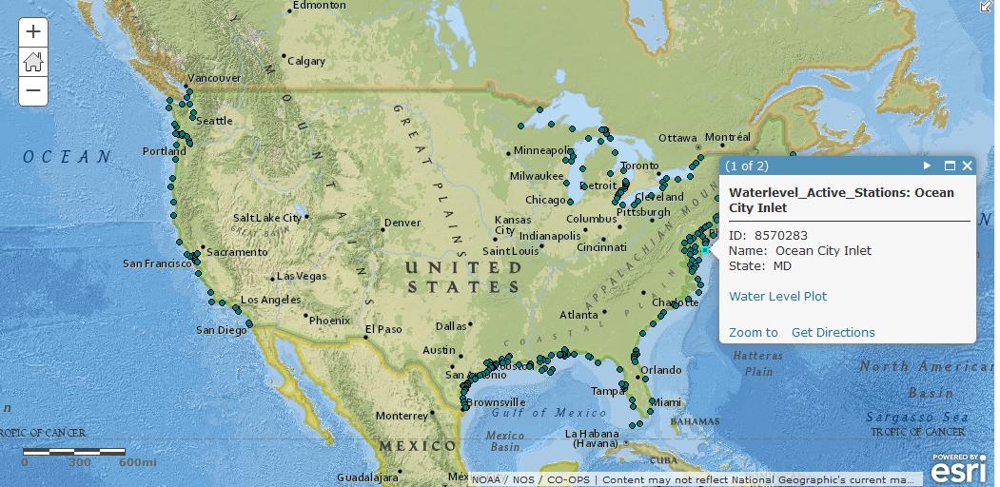 Edmonton
Calgary
Vancouver
Seattle
Portland
OCEAN
MOUNTAINS
GREAT PLAINS
Minneapolis
Milwaukee
Chicago
Detroit
Ottawa
Montréal
Toronto
Cleveland
Pittsburgh
Columbus
Kansas
City
Indianapolis
Saint Louis
Cincinnati
Salt Lake City
GREAT BASIN
Denver
Sacramento
San Francisco
Las Vegas
Los Angeles
San Diego
Phoenix
El Paso
UNITED
STATES
APPALACHIAN MOUN
COASTAL PLAIN
Charlotte
Atlanta
Dallas
Austin
San Antonio
Houston
Brownsville
Monterrey
MEXICO
Guadalajara
Gulf of Mexico
Mexico
Basin
Orlando
Tampa
Miami
BAHAMAS
La Habana
(Havana)
CUBA
Hatteras
Plain
North American
Basin
Sargasso Sea
TROPIC OF CANCER
n
ROPIC OF CANCER
N
(1 of 2)
Waterlevel_Active_Stations: Ocean
City Inlet
ID: 8570283
Name: Ocean City Inlet
State: MD
Water Level Plot
Zoom to Get Directions
0 300 600mi
NOAA / NOS / CO-OPS | Content may not reflect National Geographic's current ma...
POWERED BY
esri